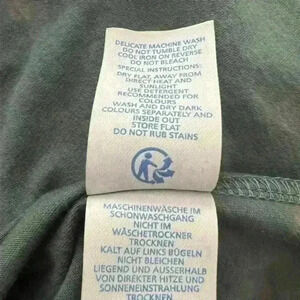 DELICATE MACHINE WASH
DO NOT TUMBLE DRY
COOL IRON ON REVERSE
DO NOT BLEACH
SPECIAL INSTRUCTIONS:
DRY FLAT, AWAY FROM
DIRECT HEAT AND
SUNLIGHT
USE DETERGENT
RECOMMENDED FOR
COLOURS
WASH AND DRY DARK
COLOURS SEPARATELY AND
INSIDE OUT
STORE FLAT
DO NOT RUB STAINS
MASCHINENWÄSCHE IM
SCHONWASCHGANG
NICHT IM
WÄSCHETROCKNER
TROCKNEN
KALT AUF LINKS BÜGELN
NICHT BLEICHEN
LIEGEND UND AUSSERHALB
VON DIREKTER HITZE UND
SONNENEINSTRAHLUNG
TROCKNEN